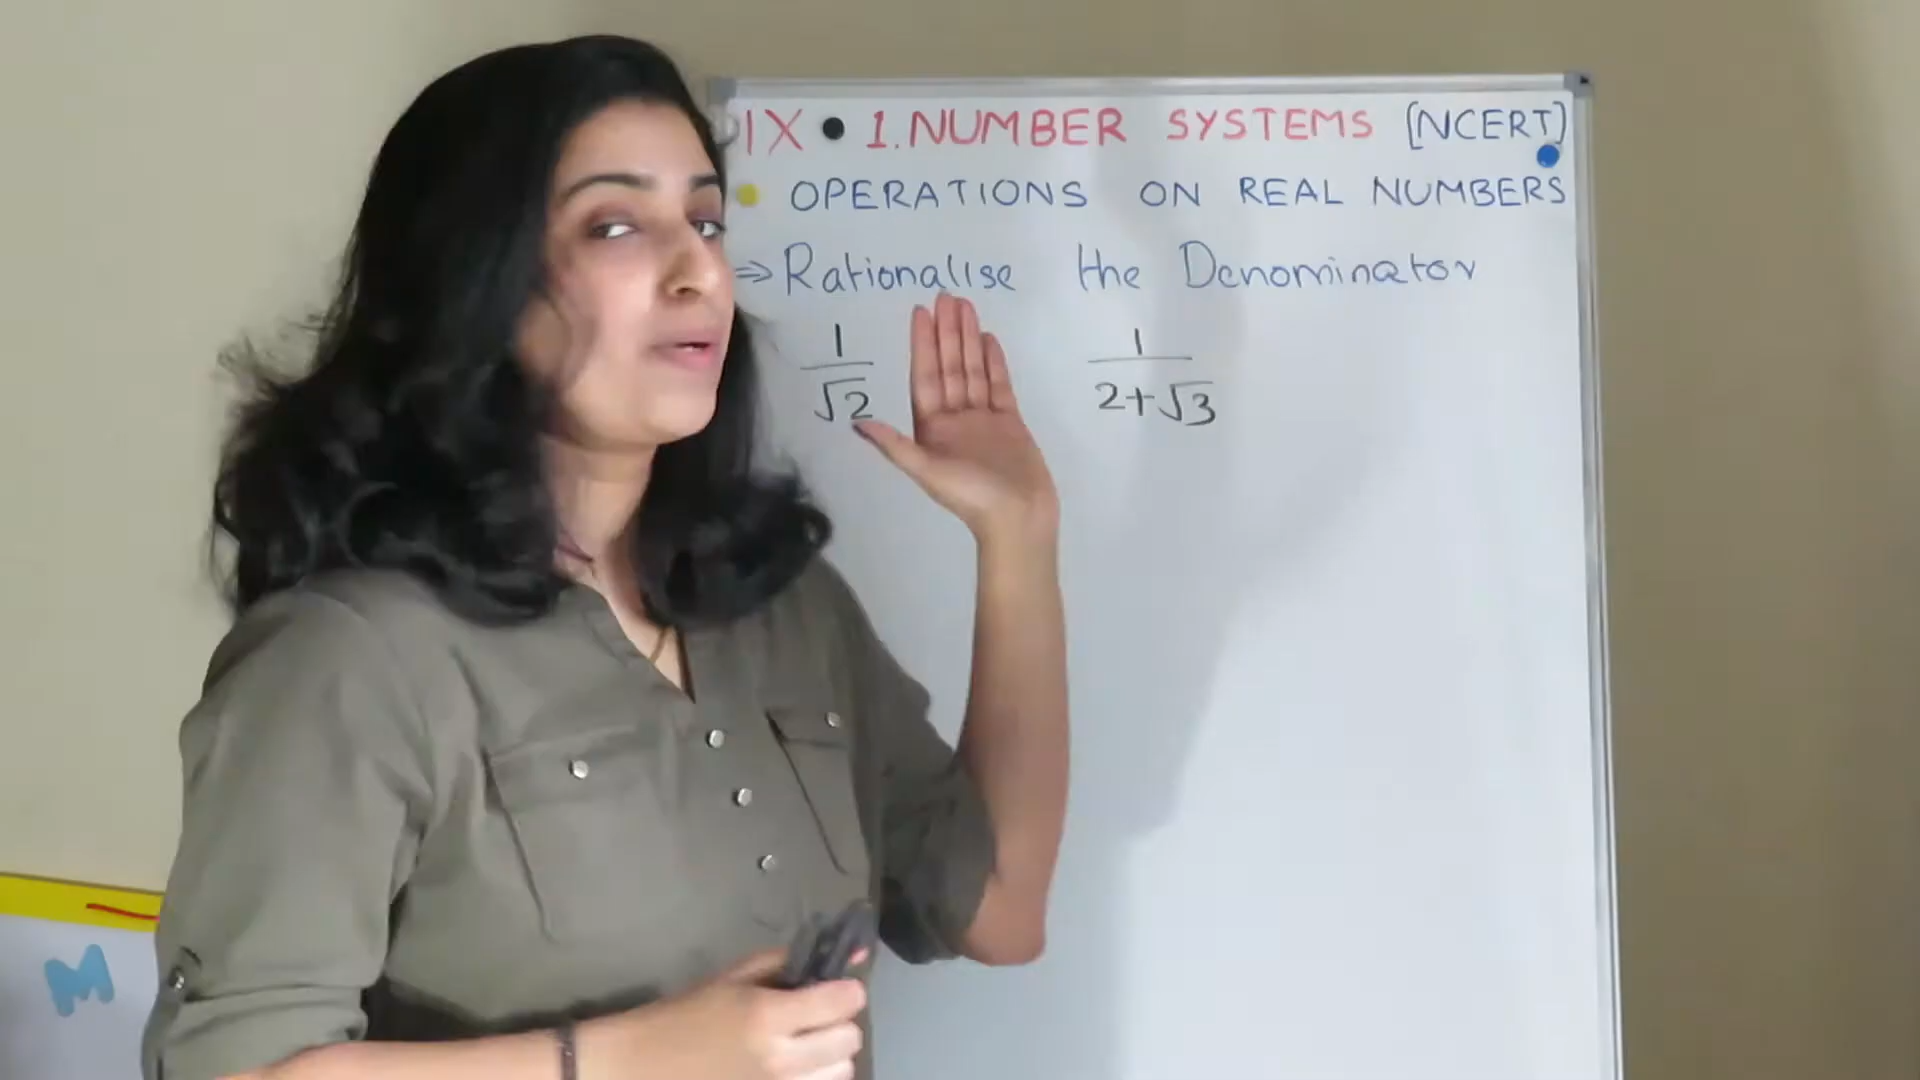 IX • 1. NUMBER SYSTEMS [NCERT]
• OPERATIONS ON REAL NUMBERS
⇒ Rationalise the Denominator
1/√2 1/2+√3
M